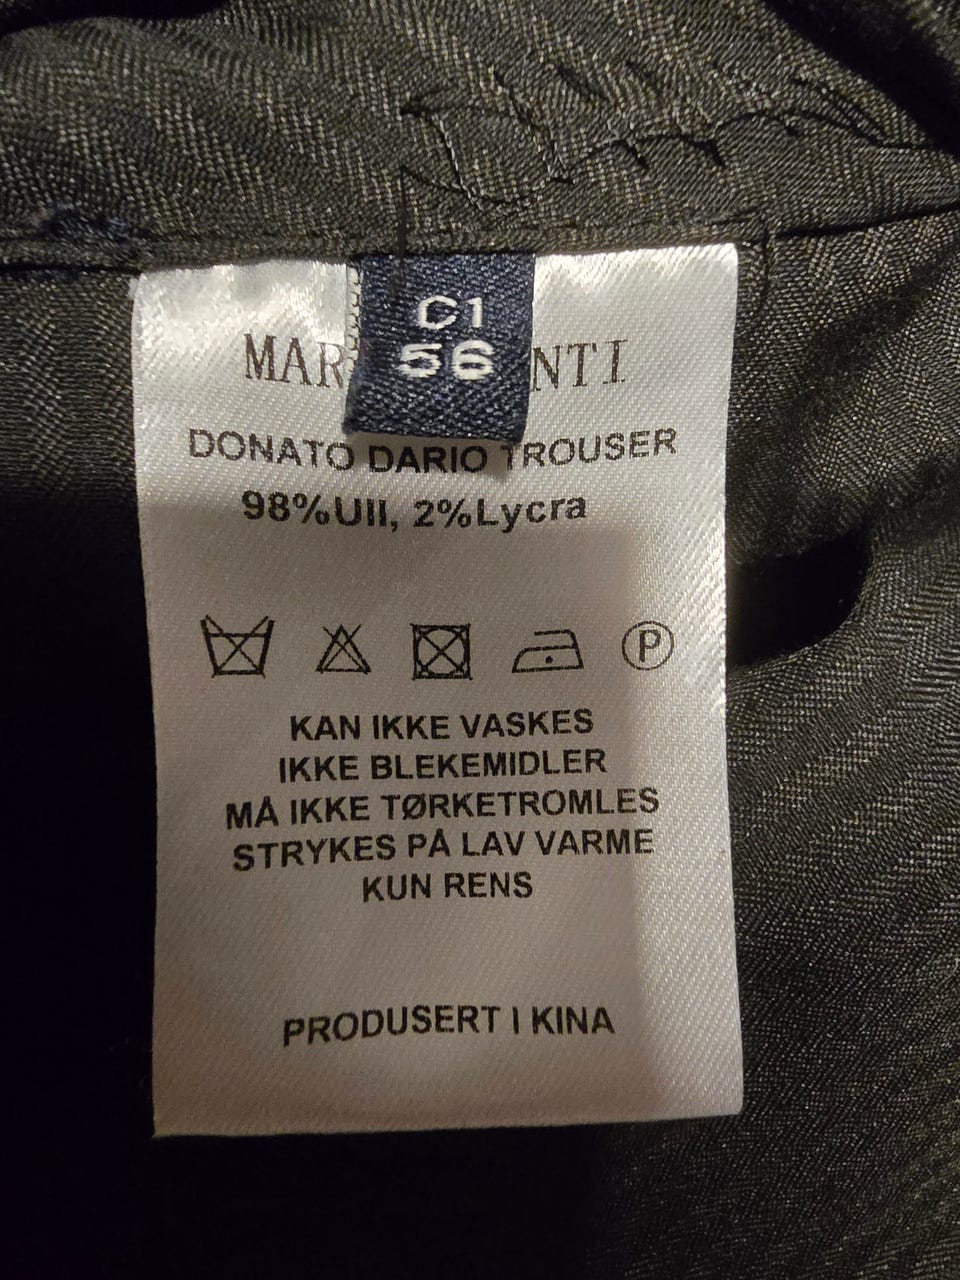 C1
56
DONATO DARIO TROUSER
98%Ull, 2%Lycra
P
KAN IKKE VASKES
IKKE BLEKEMIDLER
MÅ IKKE TØRKETROMLES
STRYKES PÅ LAV VARME
KUN RENS
PRODUSERT I KINA